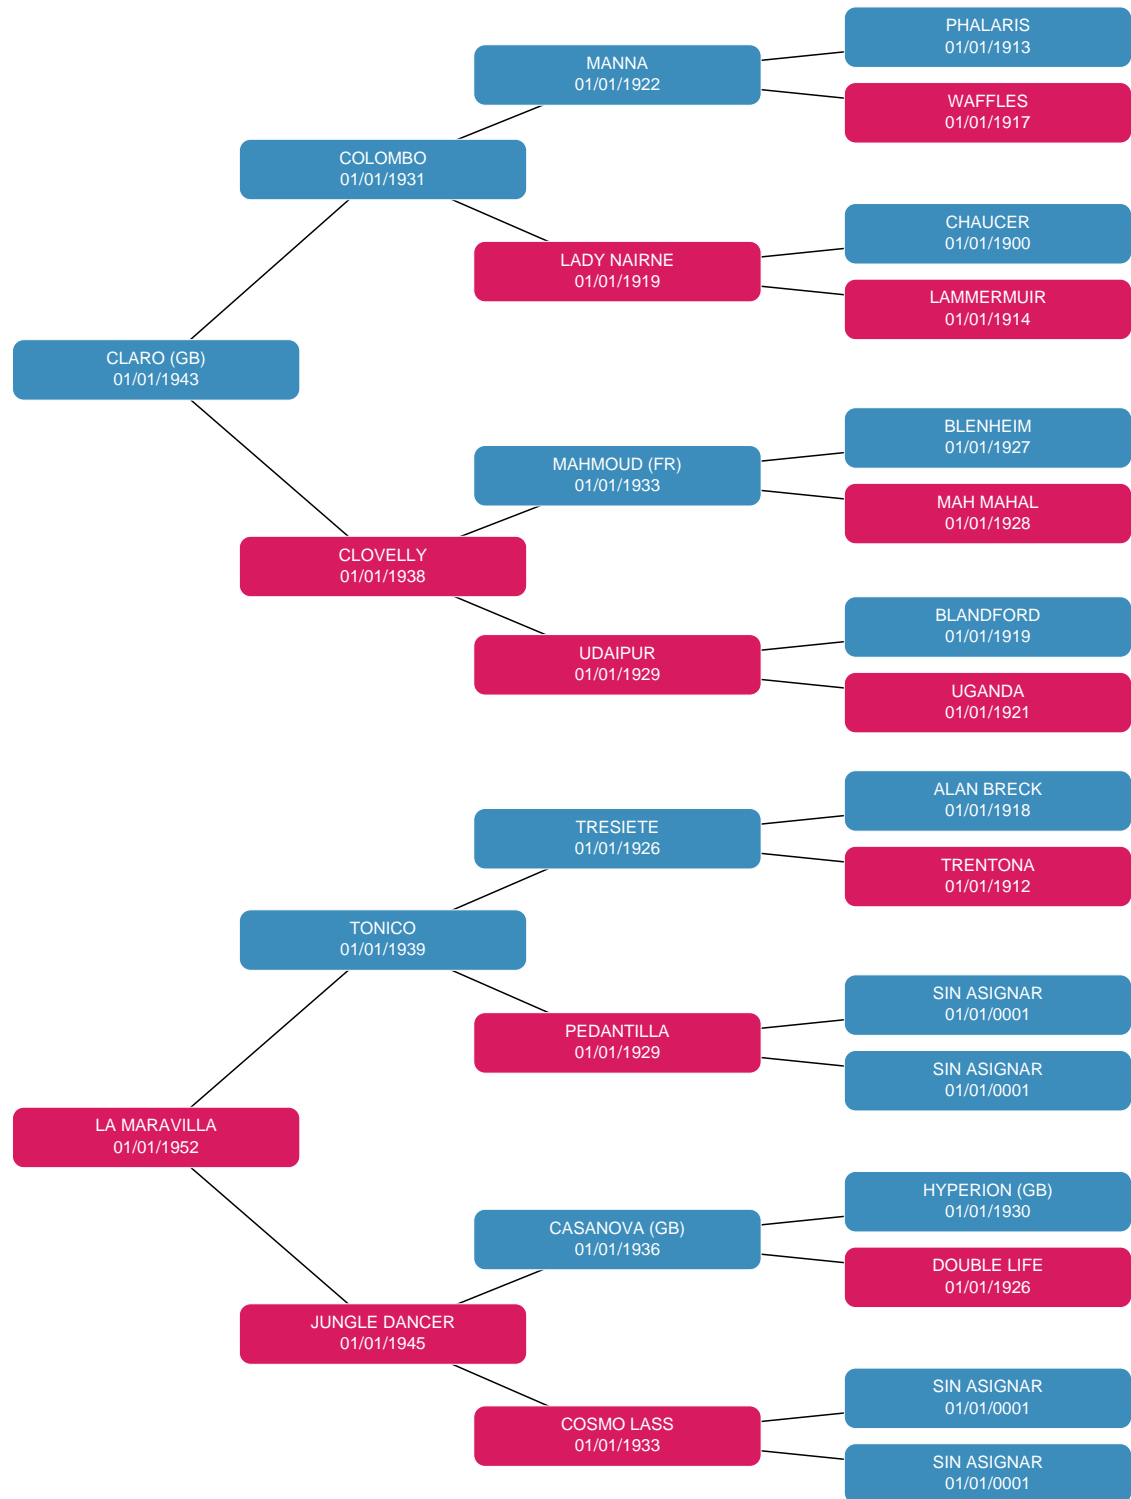 PHALARIS
01/01/1913
MANNA
01/01/1922
WAFFLES
01/01/1917
COLOMBO
01/01/1931
CHAUCER
01/01/1900
LADY NAIRNE
01/01/1919
LAMMERMUIR
01/01/1914
CLARO (GB)
01/01/1943
BLENHEIM
01/01/1927
MAHMOUD (FR)
01/01/1933
MAH MAHAL
01/01/1928
CLOVELLY
01/01/1938
BLANDFORD
01/01/1919
UDAIPUR
01/01/1929
UGANDA
01/01/1921
ALAN BRECK
01/01/1918
TRESIETE
01/01/1926
TRENTONA
01/01/1912
TONICO
01/01/1939
SIN ASIGNAR
01/01/0001
PEDANTILLA
01/01/1929
SIN ASIGNAR
01/01/0001
LA MARAVILLA
01/01/1952
HYPERION (GB)
01/01/1930
CASANOVA (GB)
01/01/1936
DOUBLE LIFE
01/01/1926
JUNGLE DANCER
01/01/1945
SIN ASIGNAR
01/01/0001
COSMO LASS
01/01/1933
SIN ASIGNAR
01/01/0001